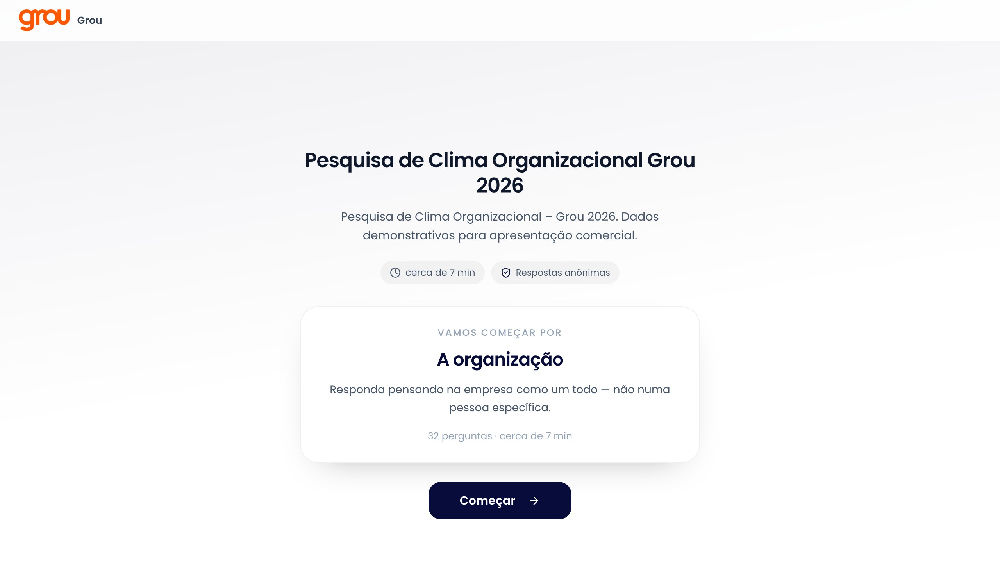 grou Grou
Pesquisa de Clima Organizacional Grou
2026
Pesquisa de Clima Organizacional – Grou 2026. Dados
demonstrativos para apresentação comercial.
cerca de 7 min Respostas anônimas
VAMOS COMEÇAR POR
A organização
Responda pensando na empresa como um todo — não numa
pessoa específica.
32 perguntas · cerca de 7 min
Começar →